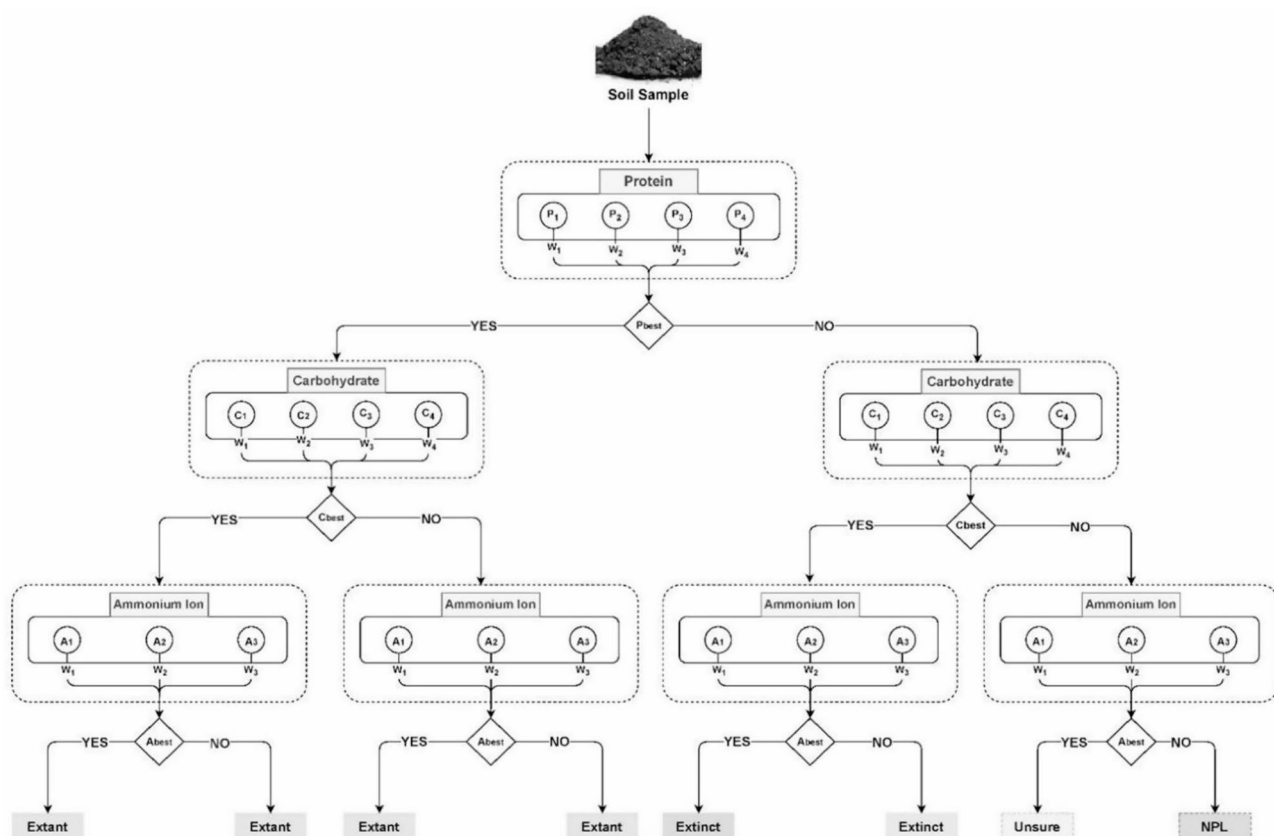 Soil Sample
Protein
P1 P2 P3 P4
W1 W2 W3 W4
YES Pbest NO
Carbohydrate Carbohydrate
C1 C2 C3 C4 C1 C2 C3 C4
W1 W2 W3 W4 W1 W2 W3 W4
YES Cbest NO YES Cbest NO
Ammonium Ion Ammonium Ion Ammonium Ion Ammonium Ion
A1 A2 A3 A1 A2 A3 A1 A2 A3 A1 A2 A3
W1 W2 W3 W1 W2 W3 W1 W2 W3 W1 W2 W3
YES Abest NO YES Abest NO YES Abest NO YES Abest NO
Extant Extant Extant Extant Extinct Extinct Unsure NPL